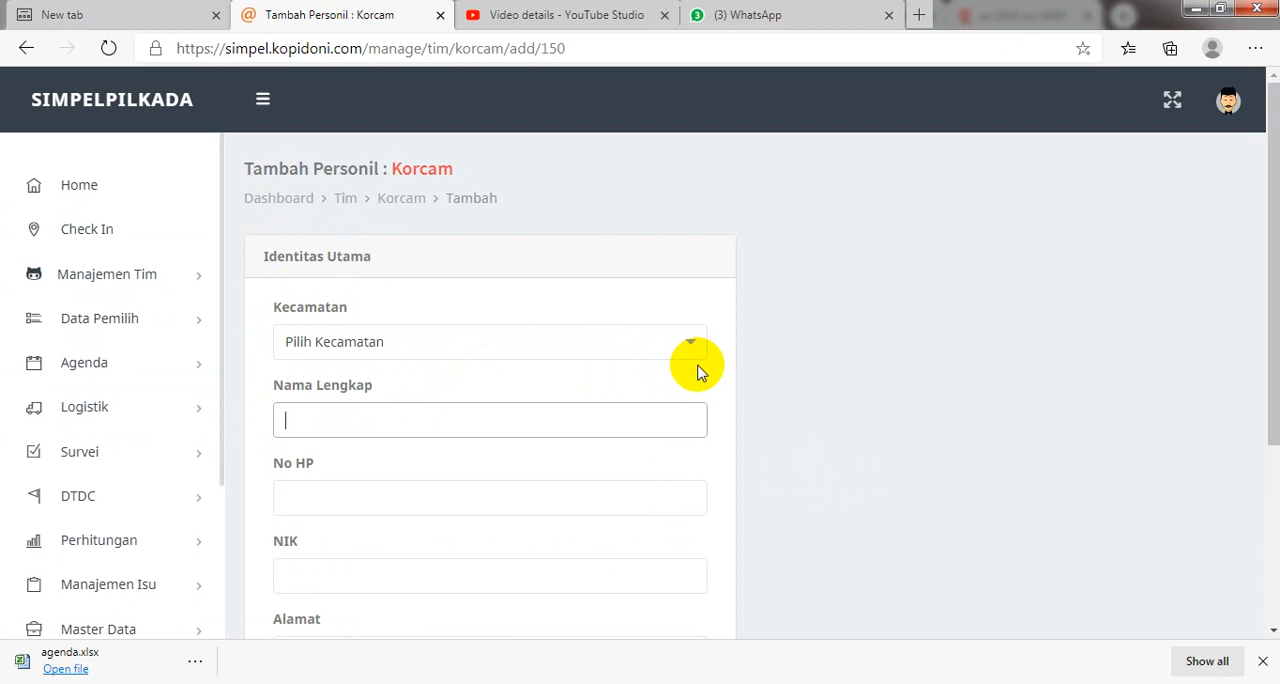 New tab
Tambah Personil : Korcam
Video details - YouTube Studio
(3) WhatsApp
https://simpel.kopidoni.com/manage/tim/korcam/add/150
SIMPELPILKADA
Home
Check In
Manajemen Tim
Data Pemilih
Agenda
Logistik
Survei
DTDC
Perhitungan
Manajemen Isu
Master Data
Tambah Personil : Korcam
Dashboard > Tim > Korcam > Tambah
Identitas Utama
Kecamatan
Pilih Kecamatan
Nama Lengkap
No HP
NIK
Alamat
agenda.xlsx
Open file
Show all